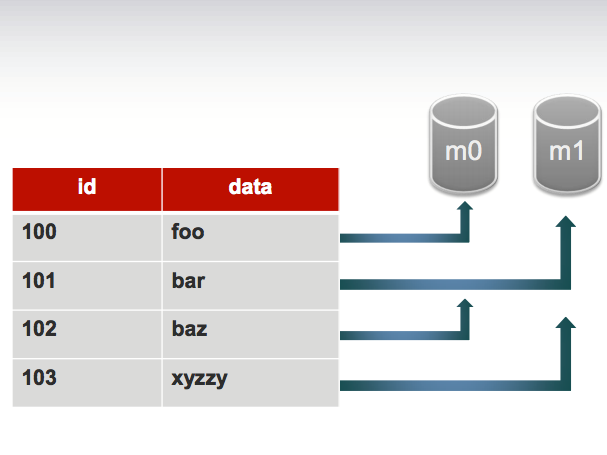 m0 m1
id data
100 foo
101 bar
102 baz
103 xyzzy